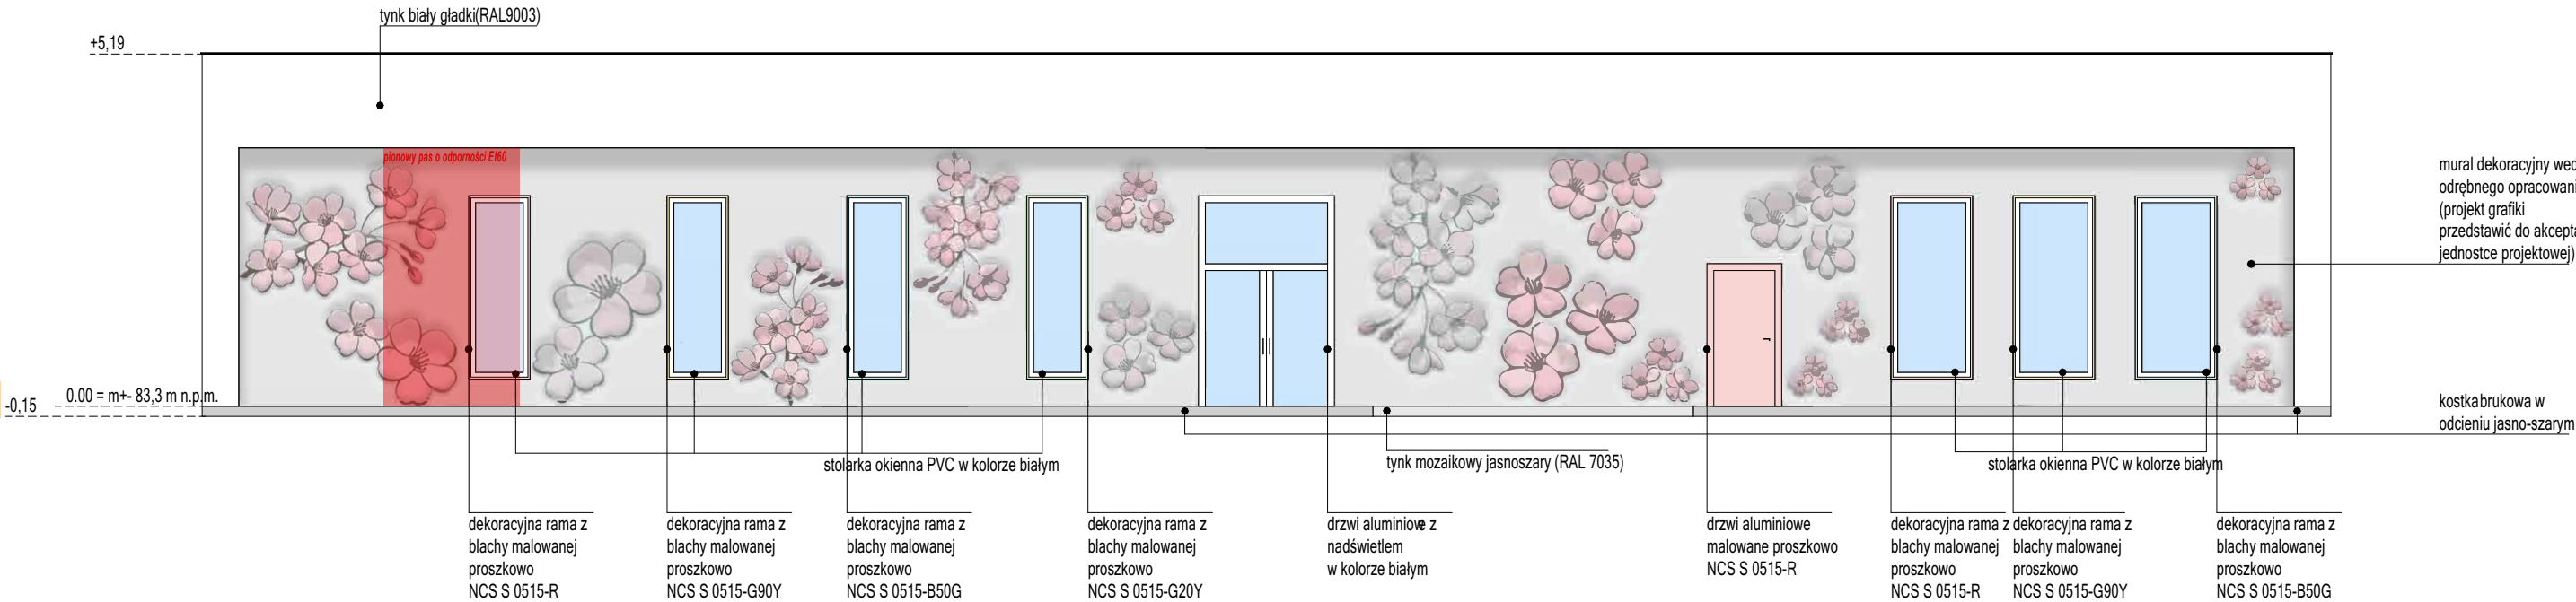 tynk biały gładki(RAL9003)
+5,19
pionowy pas o odporności EI60
mural dekoracyjny wed
odrębnego opracowani
(projekt grafiki
przedstawić do akcepta
jednostce projektowej)
0.00 = m+- 83,3 m n.p.m.
-0,15
kostka brukowa w
odcieniu jasno-szarym
stolarka okienna PVC w kolorze białym
tynk mozaikowy jasnoszary (RAL 7035)
stolarka okienna PVC w kolorze białym
dekoracyjna rama z
blachy malowanej
proszkowo
NCS S 0515-R
dekoracyjna rama z
blachy malowanej
proszkowo
NCS S 0515-G90Y
dekoracyjna rama z
blachy malowanej
proszkowo
NCS S 0515-B50G
dekoracyjna rama z
blachy malowanej
proszkowo
NCS S 0515-G20Y
drzwi aluminiowe z
nadświetlem
w kolorze białym
drzwi aluminiowe
malowane proszkowo
NCS S 0515-R
dekoracyjna rama z
blachy malowanej
proszkowo
NCS S 0515-R
dekoracyjna rama z
blachy malowanej
proszkowo
NCS S 0515-G90Y
dekoracyjna rama z
blachy malowanej
proszkowo
NCS S 0515-B50G